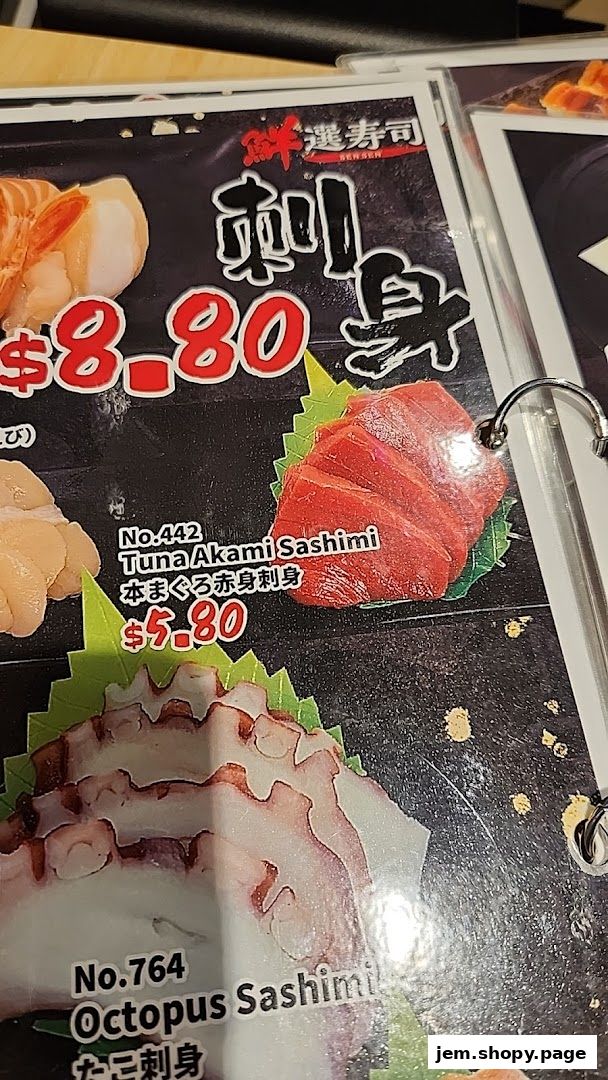 鮮選寿司
SEN SEN
刺身
$8.80
び)
No.442
Tuna Akami Sashimi
本まぐろ赤身刺身
$5.80
No.764
Octopus Sashimi
たこ刺身
jem.shopy.page